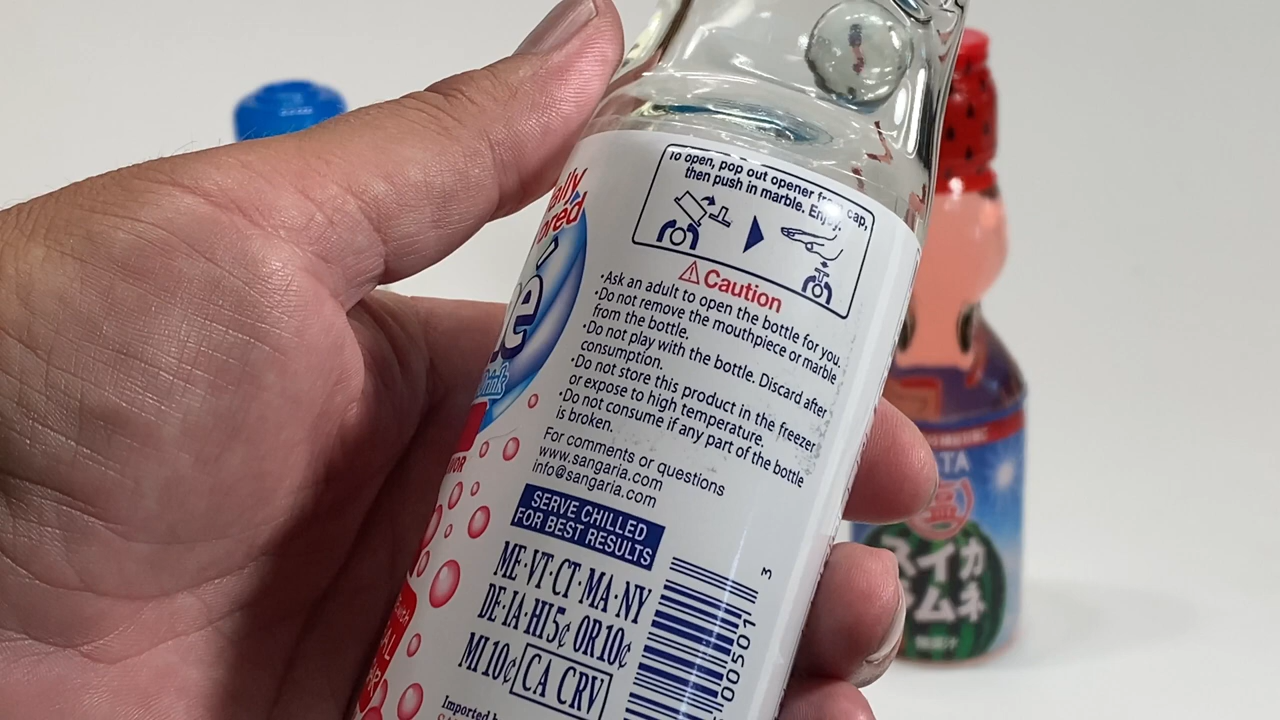 To open, pop out opener from cap,
then push in marble. Enjoy.
Caution
・Ask an adult to open the bottle for you.
・Do not remove the mouthpiece or marble
from the bottle.
・Do not play with the bottle. Discard after
consumption.
・Do not store this product in the freezer
or expose to high temperature.
・Do not consume if any part of the bottle
is broken.
For comments or questions
www.sangaria.com
info@sangaria.com
SERVE CHILLED
FOR BEST RESULTS
ME·VT·CT·MA·NY
DE·IA·HI5¢ OR10¢
MI10¢ CA CRV
Imported by
3
00501
スイカ
ラムネ